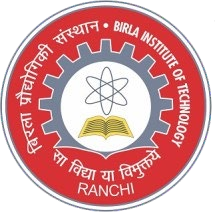 बिरला प्रौद्योगिकी संस्थान • BIRLA INSTITUTE OF TECHNOLOGY
सा विद्या या विमुक्तये
RANCHI